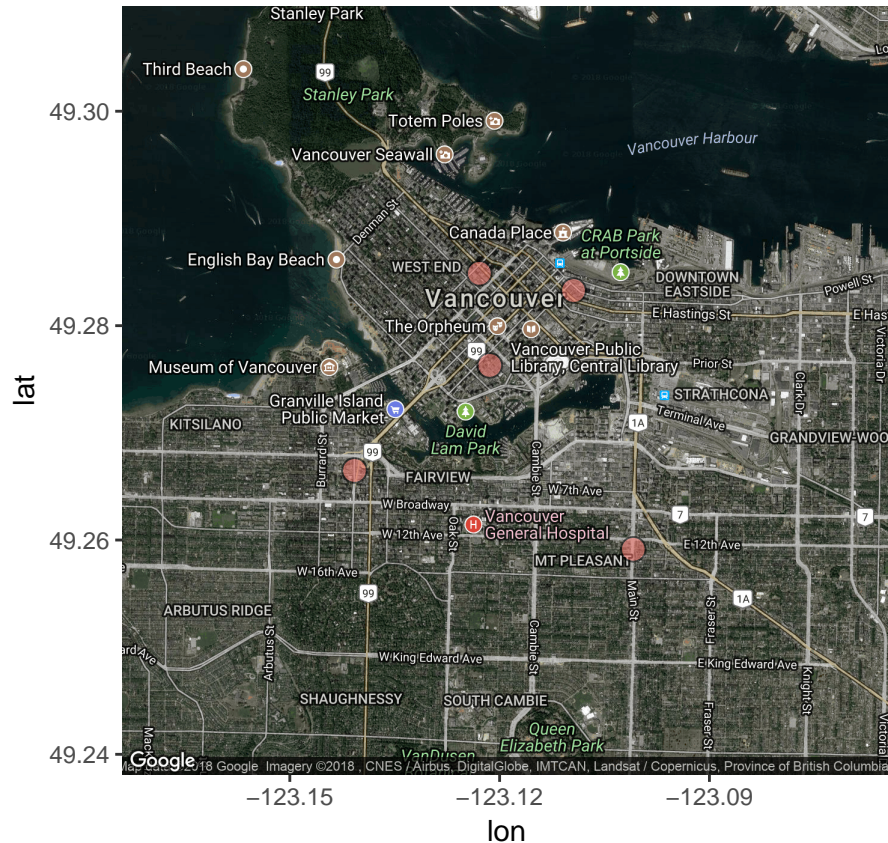 Stanley Park
Third Beach
99
Stanley Park
Totem Poles
Vancouver Harbour
Vancouver Seawall
Denman St
Canada Place
CRAB Park
at Portside
English Bay Beach
WEST END
DOWNTOWN
EASTSIDE
Powell St
Vancouver
E Hastings St
E Has
The Orpheum
99
Vancouver Public
Library, Central Library
Prior St
Victoria Dr
Museum of Vancouver
Clark Dr
Granville Island
Public Market
STRATHCONA
Terminal Ave
KITSILANO
David
Lam Park
1A
GRANDVIEW-WOO
Burrard St
99
Cambie St
FAIRVIEW
W 7th Ave
W Broadway
7
7
Vancouver
General Hospital
W 12th Ave
Oak St
E 12th Ave
MT PLEASANT
W 16th Ave
99
1A
Main St
Fraser St
ARBUTUS RIDGE
Arbutus St
Cambie St
W King Edward Ave
E King Edward Ave
ard Ave
Knight St
SHAUGHNESSY
SOUTH CAMBIE
Fraser St
Queen
Elizabeth Park
Mack
Victoria
VanDusen
Google
Map data ©2018 Google Imagery ©2018 , CNES / Airbus, DigitalGlobe, IMTCAN, Landsat / Copernicus, Province of British Columbia
49.30
49.28
49.26
49.24
lat
−123.15
−123.12
−123.09
lon